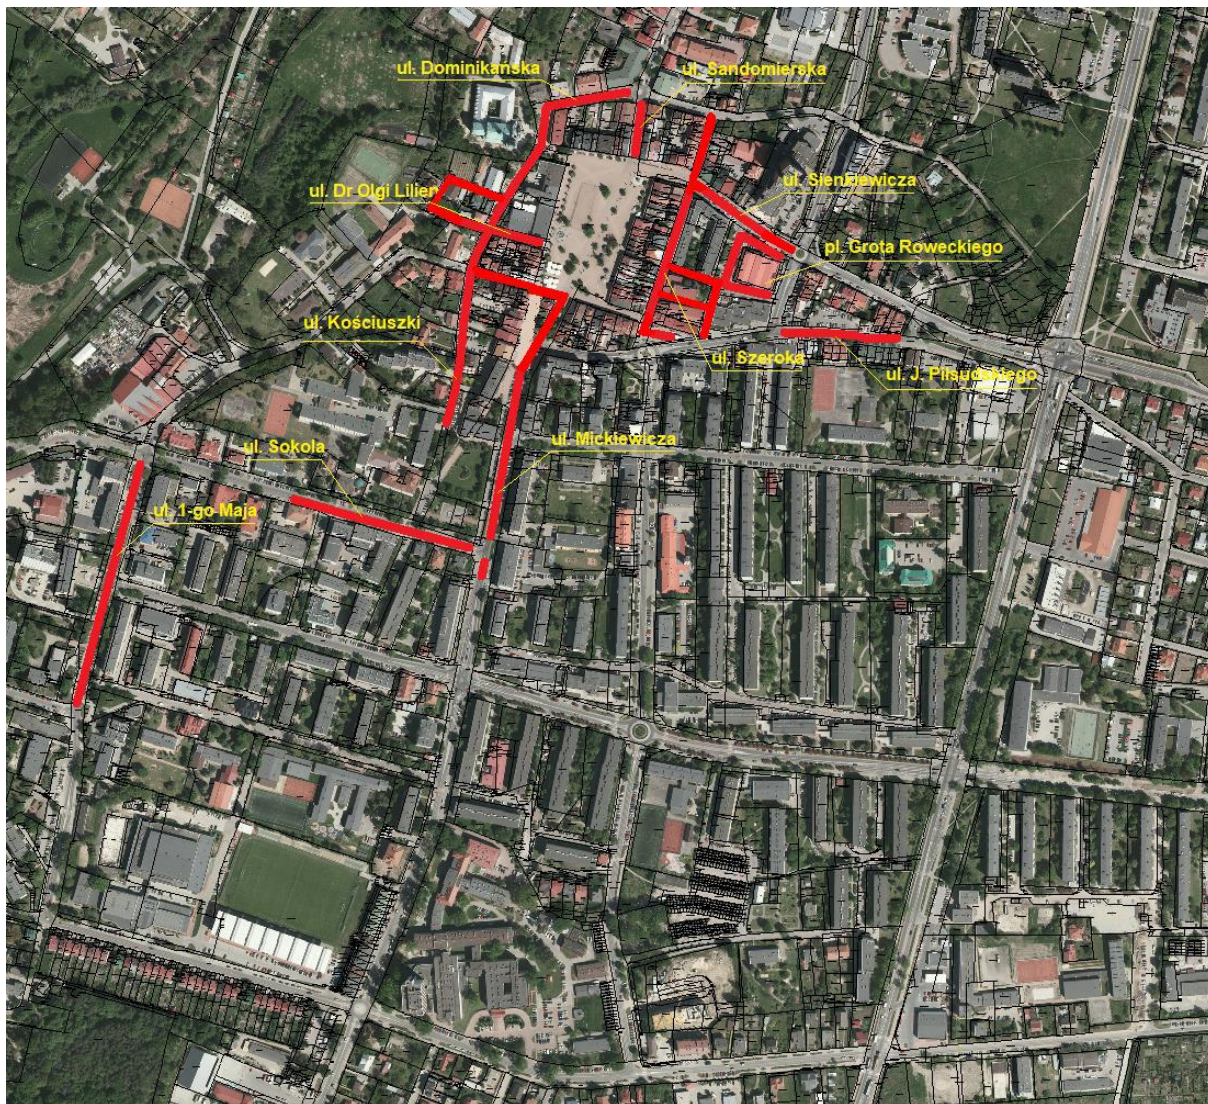 ul. Dominikańska
ul. Sandomierska
ul. Sienkiewicza
ul. Dr Olgi Lilien
pl. Grota Roweckiego
ul. Kościuszki
ul. Szeroka
ul. J. Piłsudskiego
ul. Sokola
ul. Mickiewicza
ul. 1-go Maja